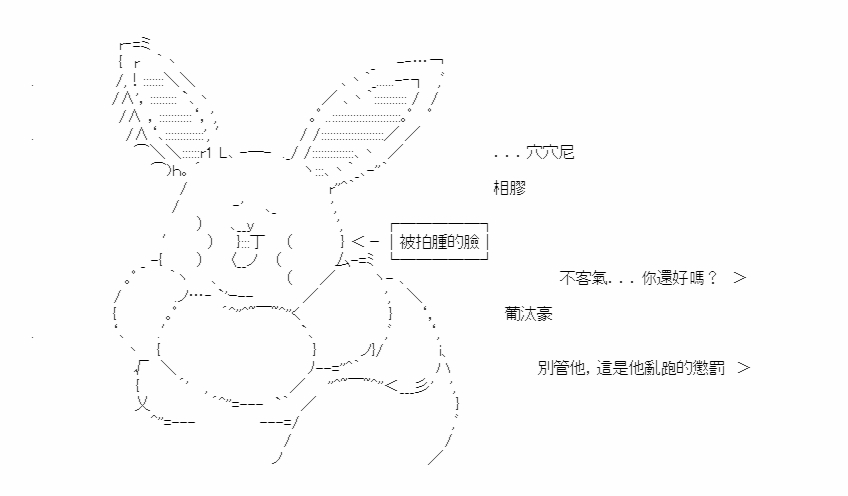 ...穴穴尼
相膠
被拍腫的臉
不客氣...你還好嗎？ ＞
葡汰豪
別管他,這是他亂跑的懲罰 ＞